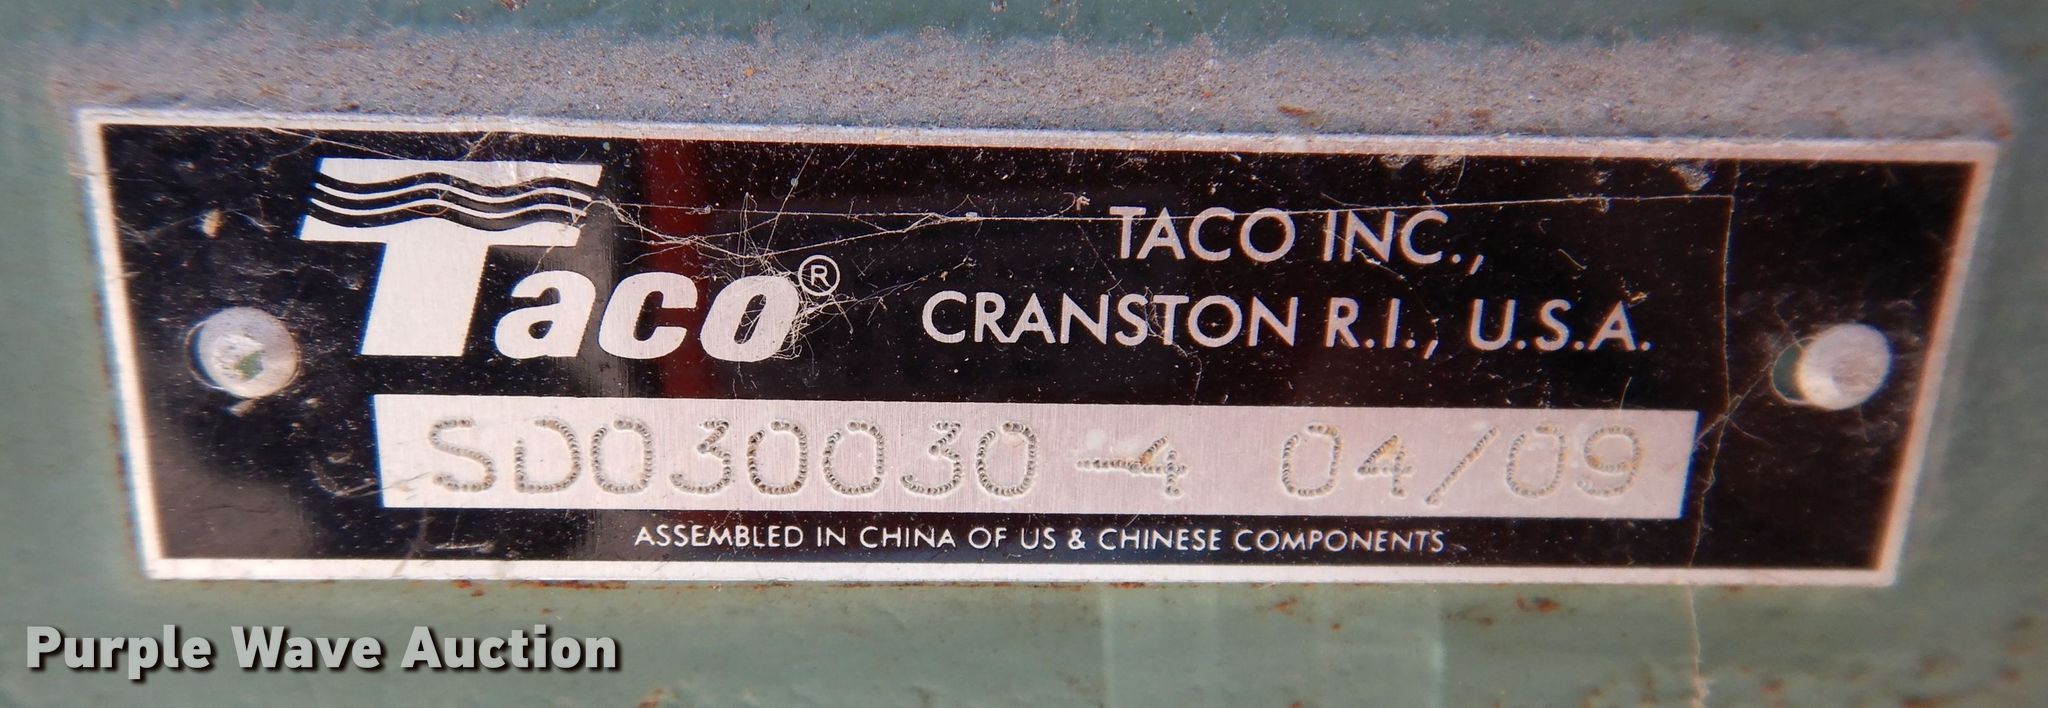 Taco®
TACO INC.,
CRANSTON R.I., U.S.A.
SD030030-4 04/09
ASSEMBLED IN CHINA OF US & CHINESE COMPONENTS
Purple Wave Auction